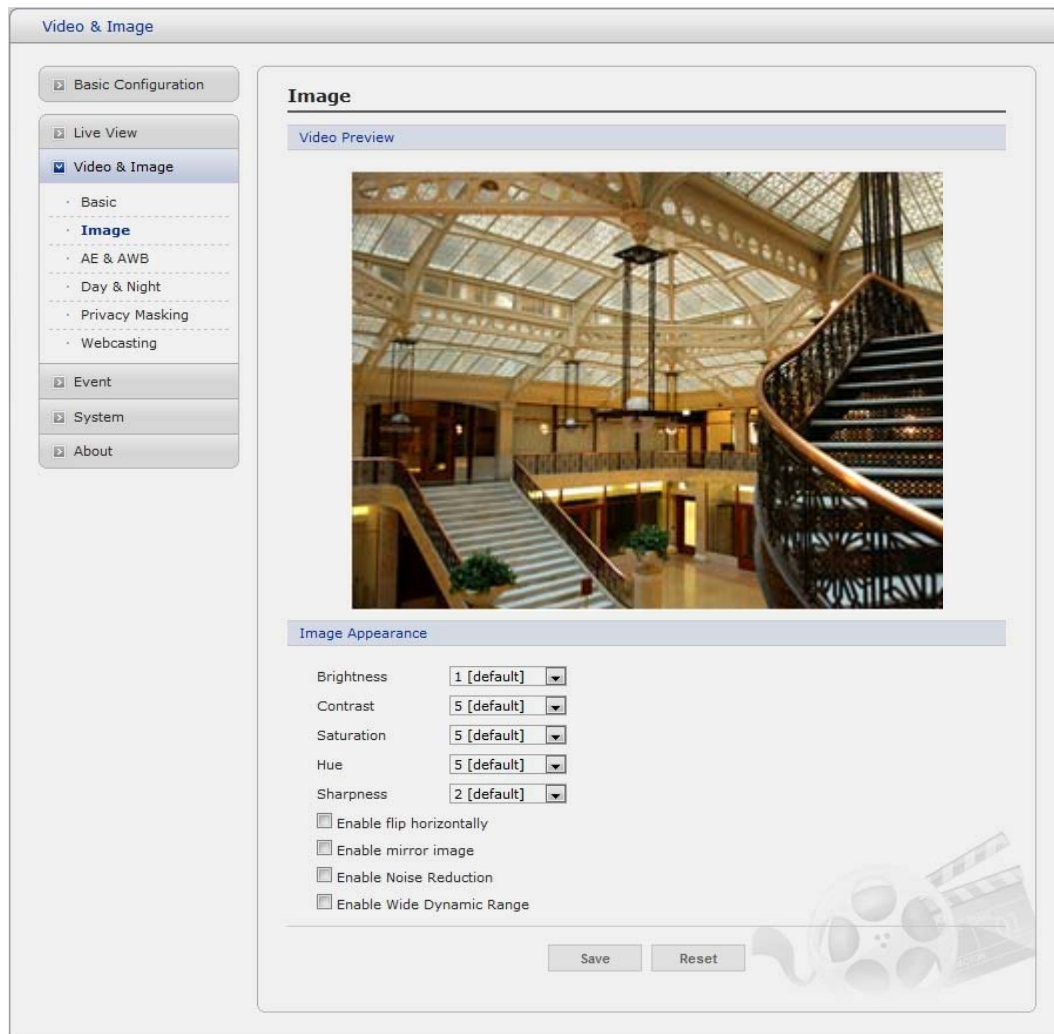 Video & Image
Basic Configuration
Live View
Video & Image
Basic
Image
AE & AWB
Day & Night
Privacy Masking
Webcasting
Event
System
About
Image
Video Preview
Image Appearance
Brightness 1 [default]
Contrast 5 [default]
Saturation 5 [default]
Hue 5 [default]
Sharpness 2 [default]
Enable flip horizontally
Enable mirror image
Enable Noise Reduction
Enable Wide Dynamic Range
Save Reset